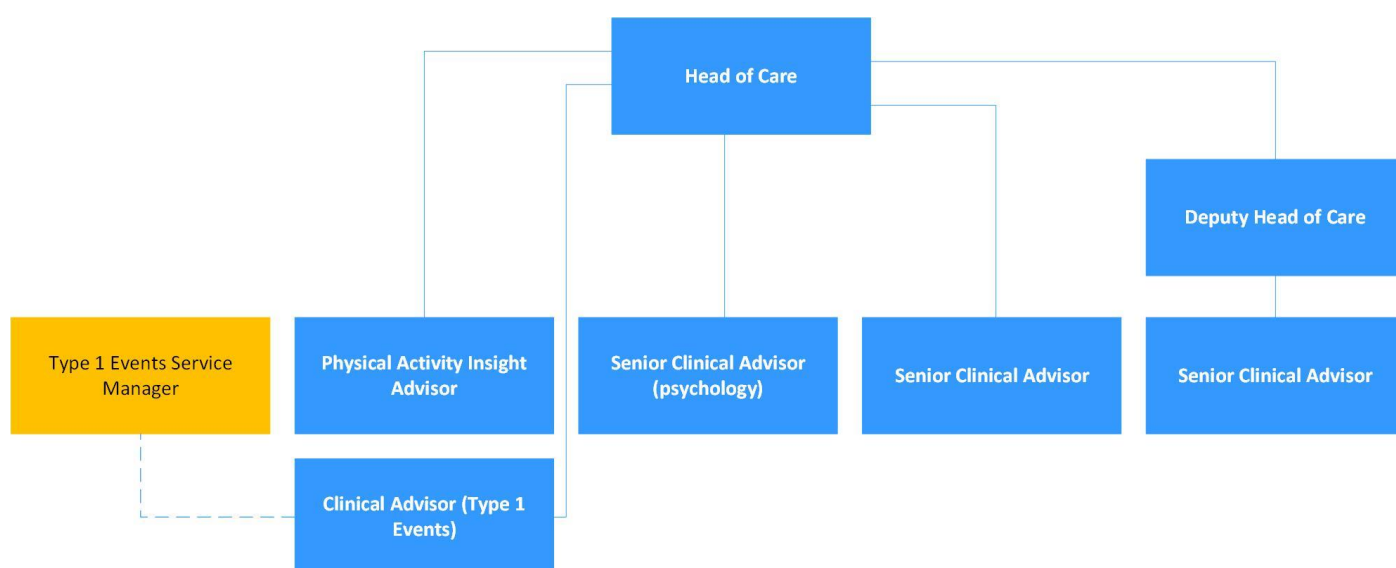 Head of Care
Deputy Head of Care
Type 1 Events Service
Manager
Physical Activity Insight
Advisor
Senior Clinical Advisor
(psychology)
Senior Clinical Advisor
Senior Clinical Advisor
Clinical Advisor (Type 1
Events)